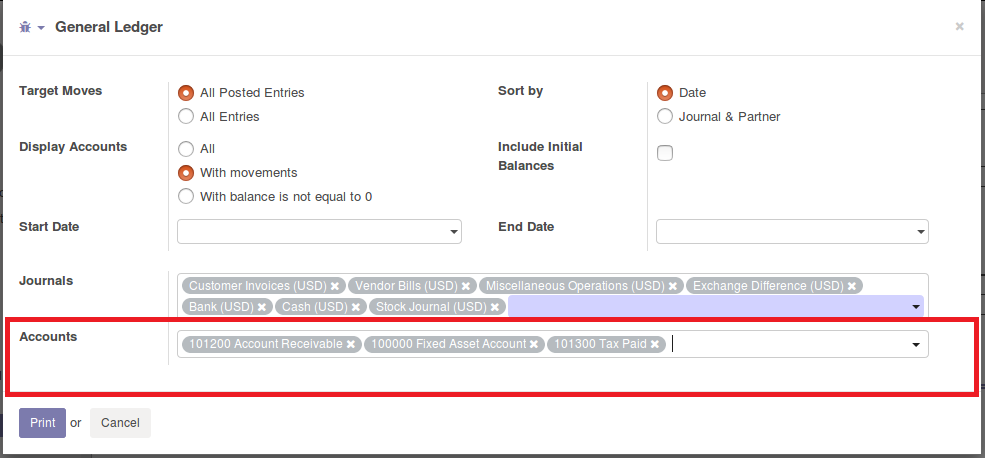 General Ledger
Target Moves
All Posted Entries
All Entries
Sort by
Date
Journal & Partner
Display Accounts
All
With movements
With balance is not equal to 0
Include Initial
Balances
Start Date
End Date
Journals
Customer Invoices (USD) ✖ Vendor Bills (USD) ✖ Miscellaneous Operations (USD) ✖ Exchange Difference (USD) ✖
Bank (USD) ✖ Cash (USD) ✖ Stock Journal (USD) ✖
Accounts
101200 Account Receivable ✖ 100000 Fixed Asset Account ✖ 101300 Tax Paid ✖
Print or Cancel